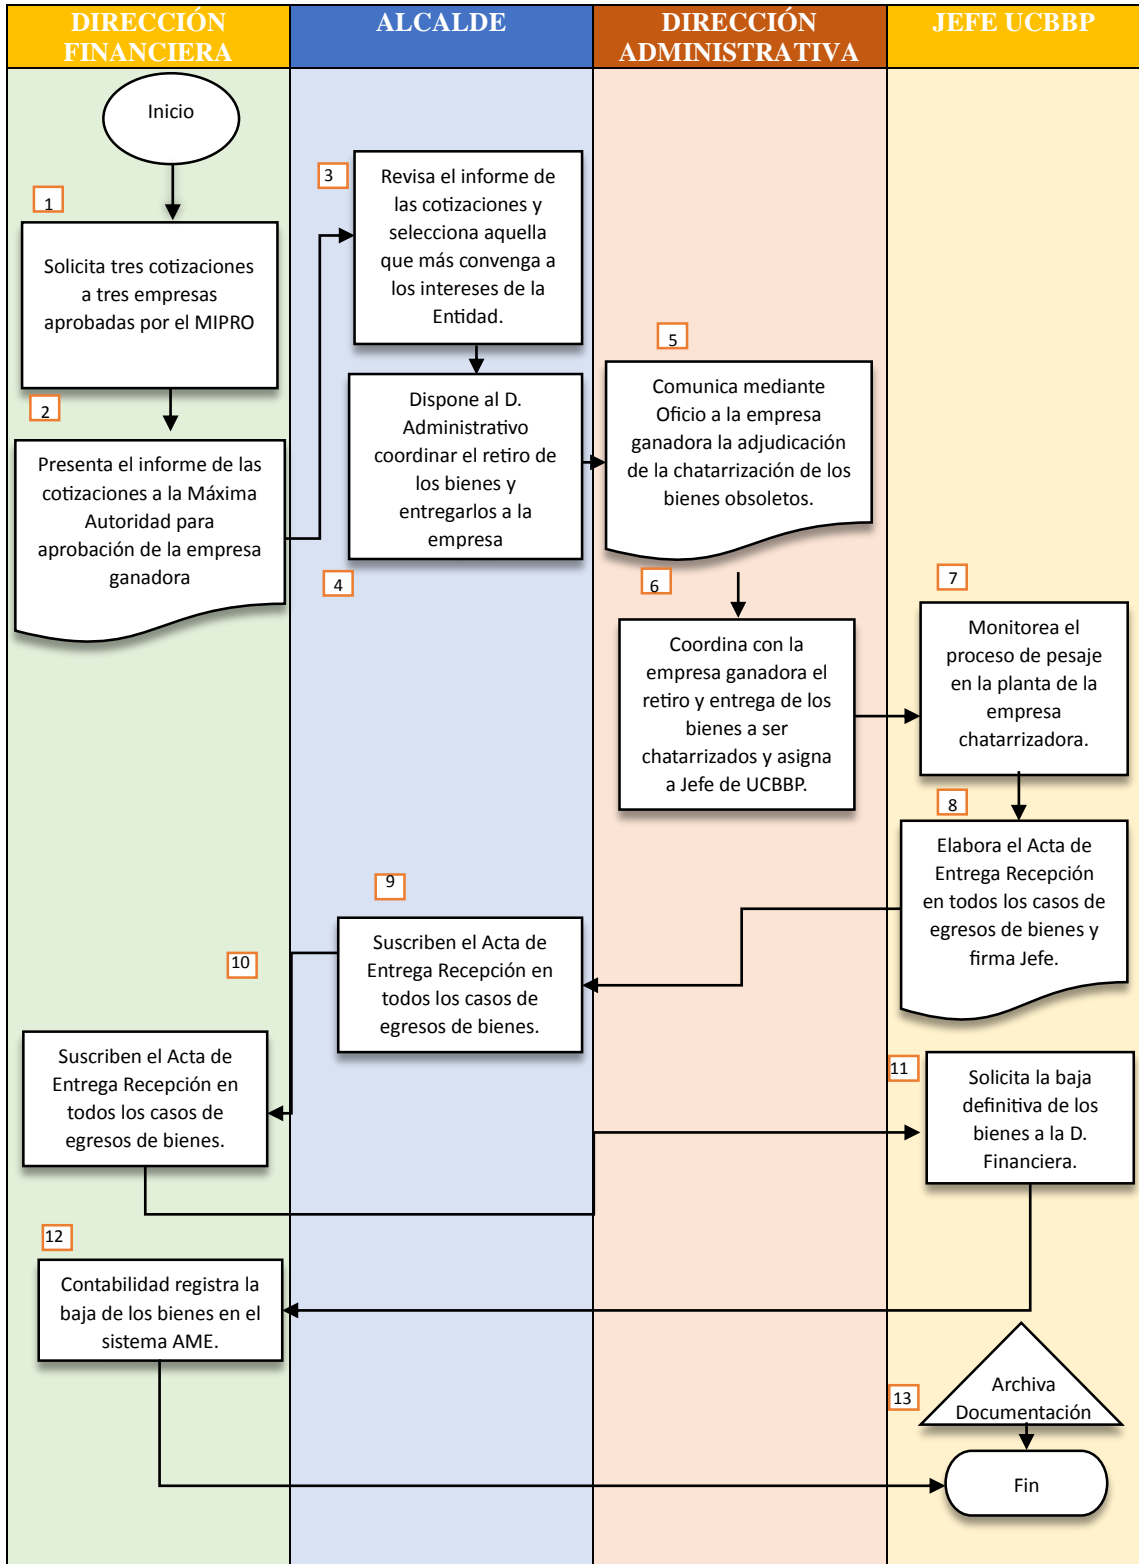 DIRECCIÓN
FINANCIERA
ALCALDE
DIRECCIÓN
ADMINISTRATIVA
JEFE UCBBP
Inicio
1
Solicita tres cotizaciones
a tres empresas
aprobadas por el MIPRO
2
Presenta el informe de las
cotizaciones a la Máxima
Autoridad para
aprobación de la empresa
ganadora
3
Revisa el informe de
las cotizaciones y
selecciona aquella
que más convenga a
los intereses de la
Entidad.
Dispone al D.
Administrativo
coordinar el retiro de
los bienes y
entregarlos a la
empresa
4
5
Comunica mediante
Oficio a la empresa
ganadora la adjudicación
de la chatarrización de los
bienes obsoletos.
6
Coordina con la
empresa ganadora el
retiro y entrega de los
bienes a ser
chatarrizados y asigna
a Jefe de UCBBP.
7
Monitorea el
proceso de pesaje
en la planta de la
empresa
chatarrizadora.
8
Elabora el Acta de
Entrega Recepción
en todos los casos de
egresos de bienes y
firma Jefe.
9
Suscriben el Acta de
Entrega Recepción en
todos los casos de
egresos de bienes.
10
Suscriben el Acta de
Entrega Recepción en
todos los casos de
egresos de bienes.
11
Solicita la baja
definitiva de los
bienes a la D.
Financiera.
12
Contabilidad registra la
baja de los bienes en el
sistema AME.
13
Archiva
Documentación
Fin